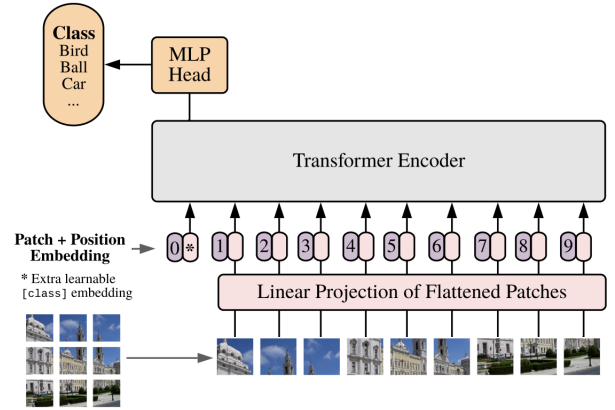 Class
Bird
Ball
Car
...
MLP
Head
Transformer Encoder
Patch + Position
Embedding
0 * 1 2 3 4 5 6 7 8 9
* Extra learnable
[class] embedding
Linear Projection of Flattened Patches